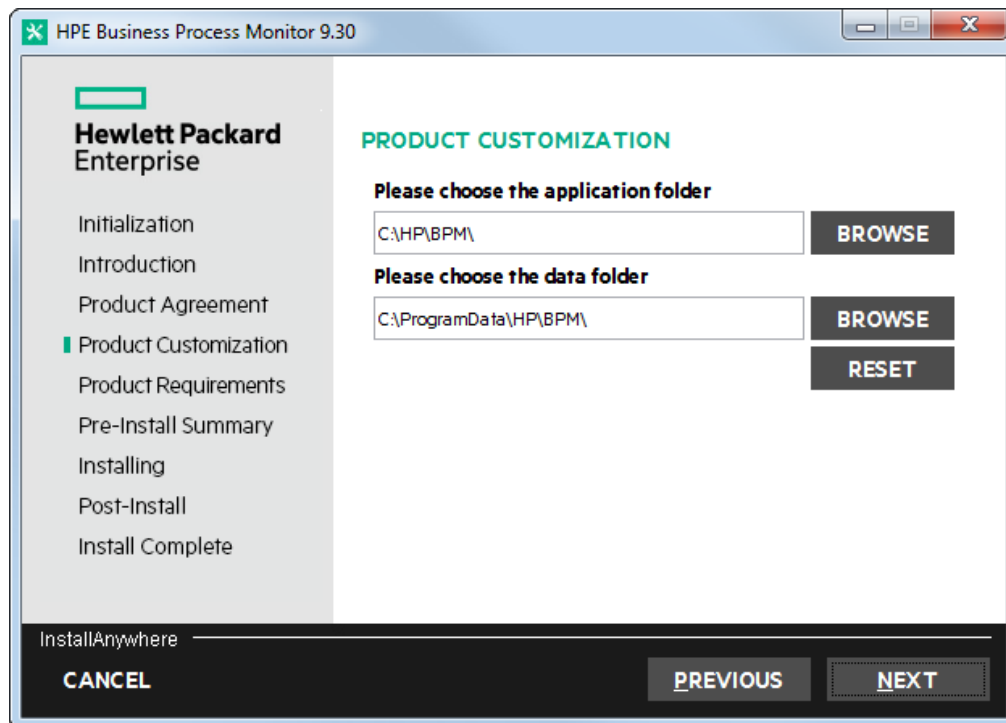 HPE Business Process Monitor 9.30
Hewlett Packard
Enterprise
Initialization
Introduction
Product Agreement
Product Customization
Product Requirements
Pre-Install Summary
Installing
Post-Install
Install Complete
PRODUCT CUSTOMIZATION
Please choose the application folder
C:\HP\BPM\
BROWSE
Please choose the data folder
C:\ProgramData\HP\BPM\
BROWSE
RESET
InstallAnywhere
CANCEL
PREVIOUS
NEXT